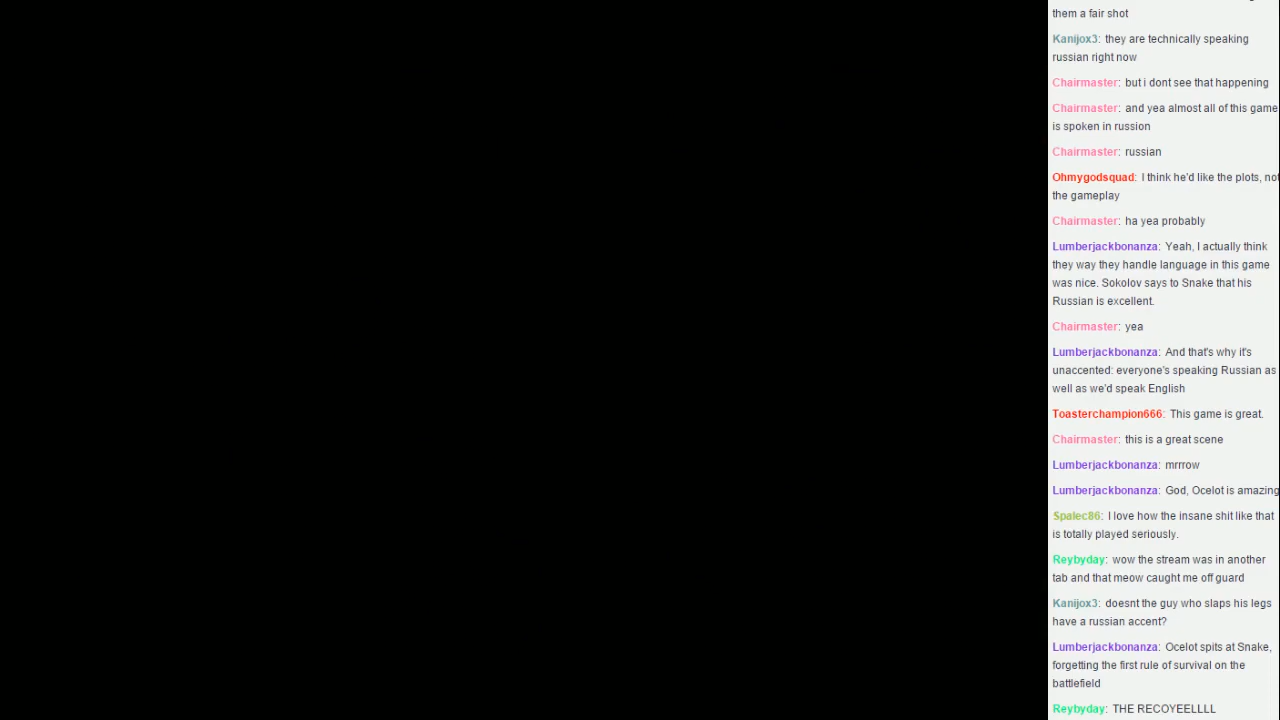 them a fair shot
Kanijox3: they are technically speaking
russian right now
Chairmaster: but i dont see that happening
Chairmaster: and yea almost all of this game
is spoken in russion
Chairmaster: russian
Ohmygodsquad: I think he'd like the plots, not
the gameplay
Chairmaster: ha yea probably
Lumberjackbonanza: Yeah, I actually think
they way they handle language in this game
was nice. Sokolov says to Snake that his
Russian is excellent.
Chairmaster: yea
Lumberjackbonanza: And that's why it's
unaccented: everyone's speaking Russian as
well as we'd speak English
Toasterchampion666: This game is great.
Chairmaster: this is a great scene
Lumberjackbonanza: mrrrow
Lumberjackbonanza: God, Ocelot is amazing
Spalec86: I love how the insane shit like that
is totally played seriously.
Reybyday: wow the stream was in another
tab and that meow caught me off guard
Kanijox3: doesnt the guy who slaps his legs
have a russian accent?
Lumberjackbonanza: Ocelot spits at Snake,
forgetting the first rule of survival on the
battlefield
Reybyday: THE RECOYEELLLL